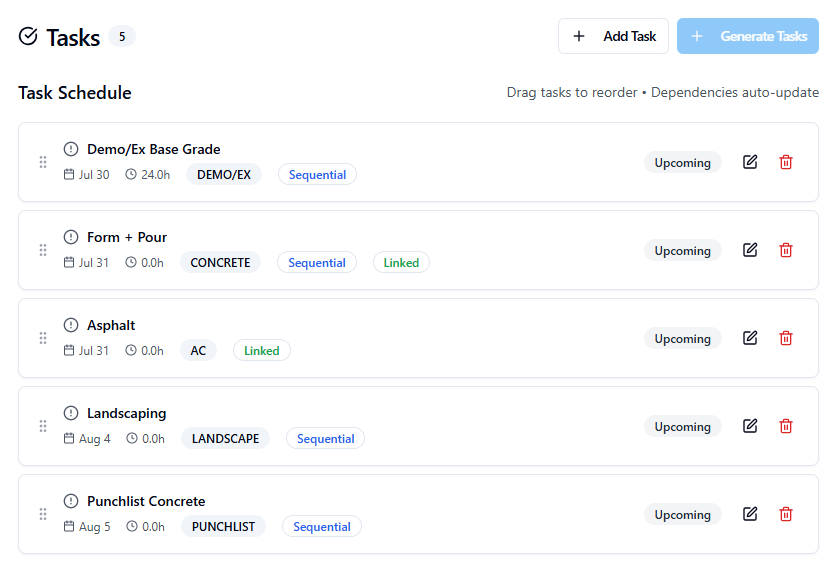 Tasks 5 Add Task Generate Tasks
Task Schedule Drag tasks to reorder • Dependencies auto-update
Demo/Ex Base Grade
Jul 30 24.0h DEMO/EX Sequential Upcoming
Form + Pour
Jul 31 0.0h CONCRETE Sequential Linked Upcoming
Asphalt
Jul 31 0.0h AC Linked Upcoming
Landscaping
Aug 4 0.0h LANDSCAPE Sequential Upcoming
Punchlist Concrete
Aug 5 0.0h PUNCHLIST Sequential Upcoming